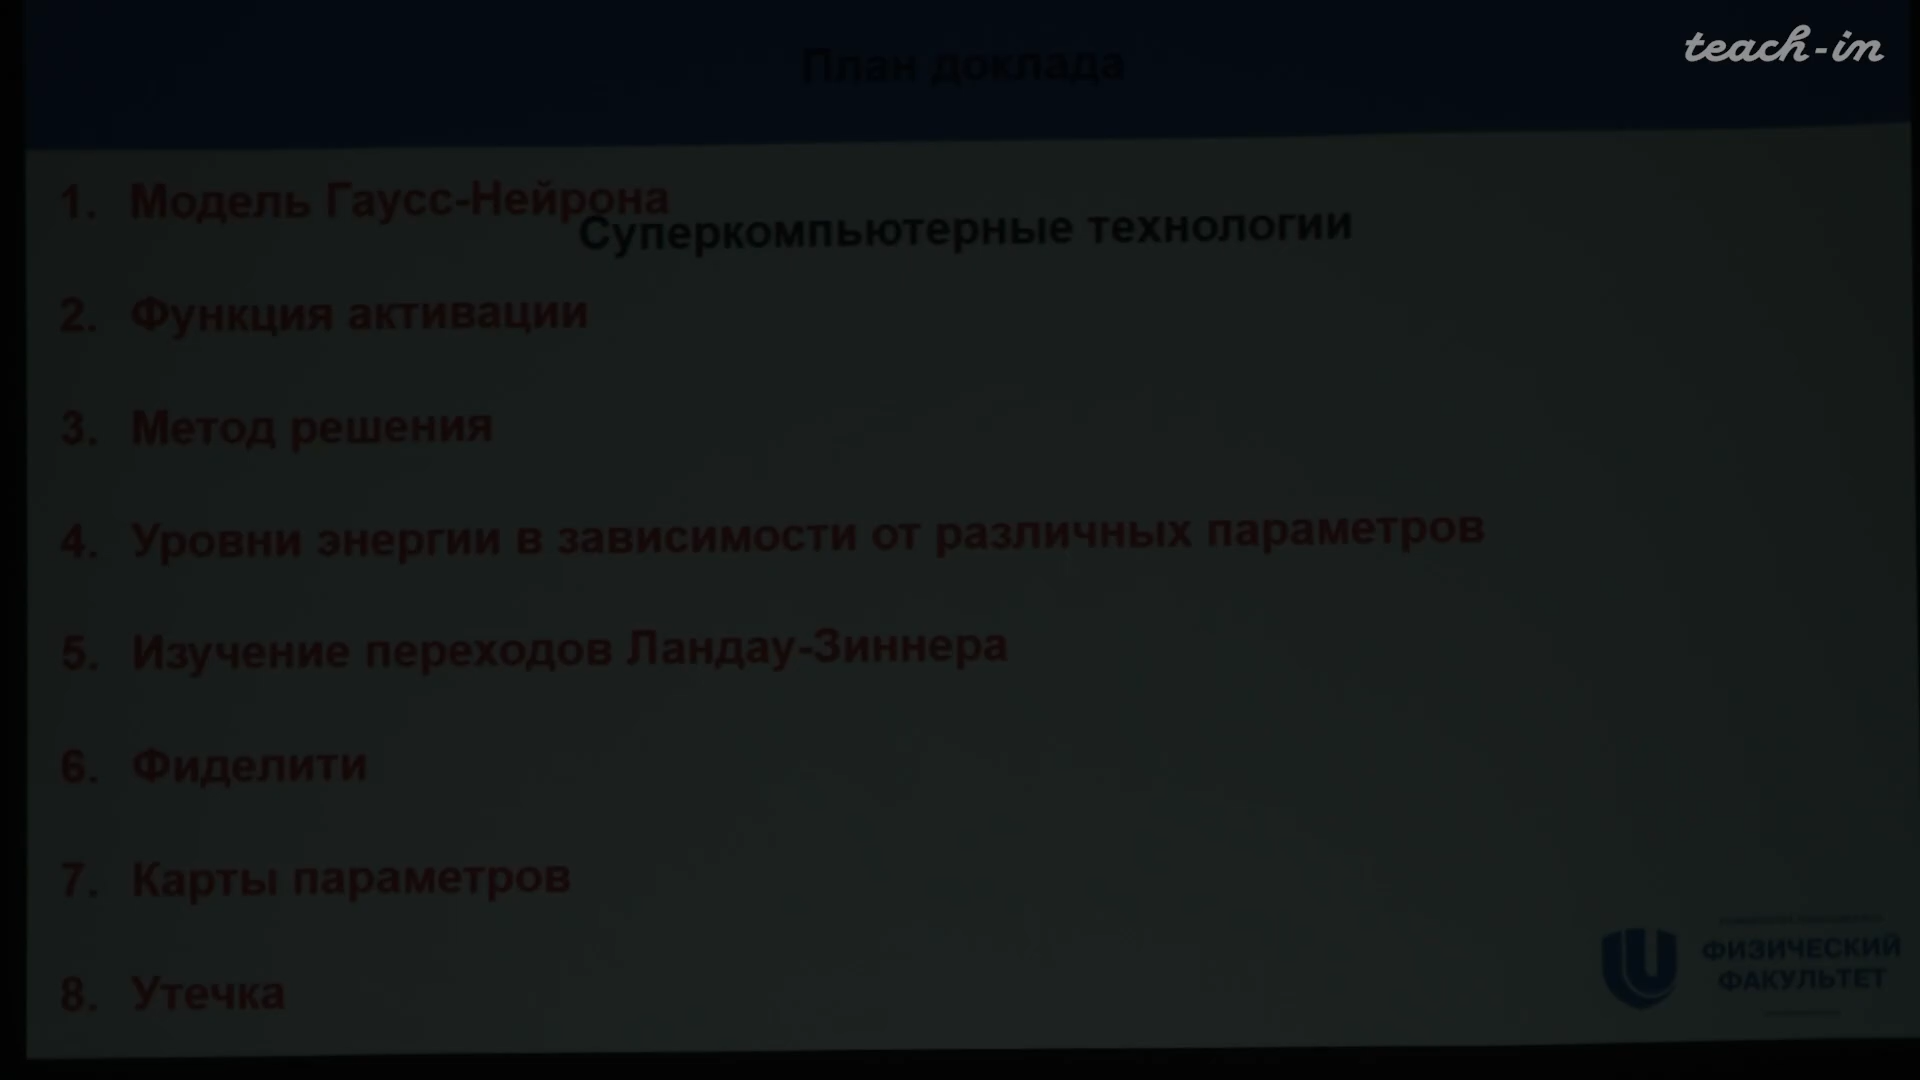 teach-in
План доклада
1. Модель Гаусс-Нейрона
Суперкомпьютерные технологии
2. Функция активации
3. Метод решения
4. Уровни энергии в зависимости от различных параметров
5. Изучение переходов Ландау-Зиннера
6. Фиделити
7. Карты параметров
8. Утечка
ФИЗИЧЕСКИЙ
ФАКУЛЬТЕТ